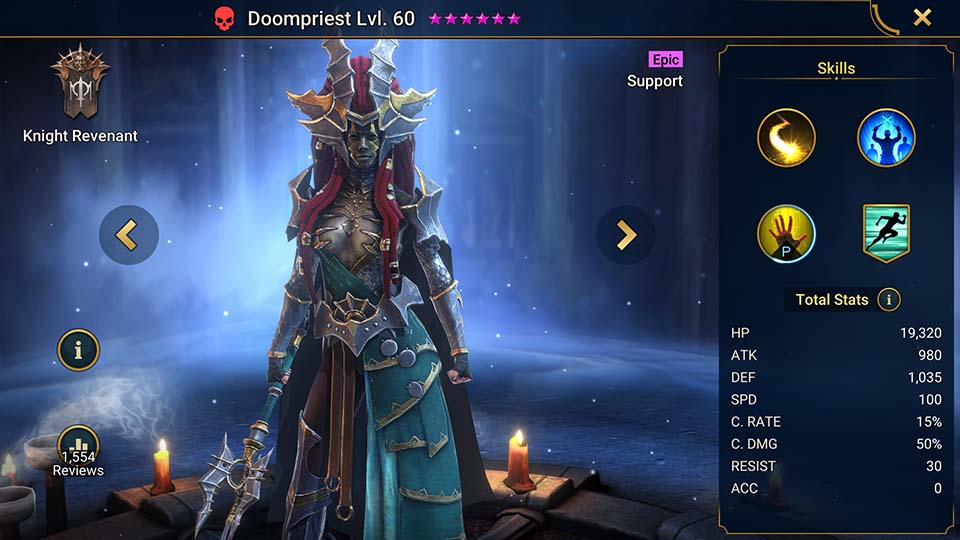 Doompriest Lvl. 60
Knight Revenant
Epic
Support
1,554
Reviews
Skills
P
Total Stats
HP 19,320
ATK 980
DEF 1,035
SPD 100
C. RATE 15%
C. DMG 50%
RESIST 30
ACC 0